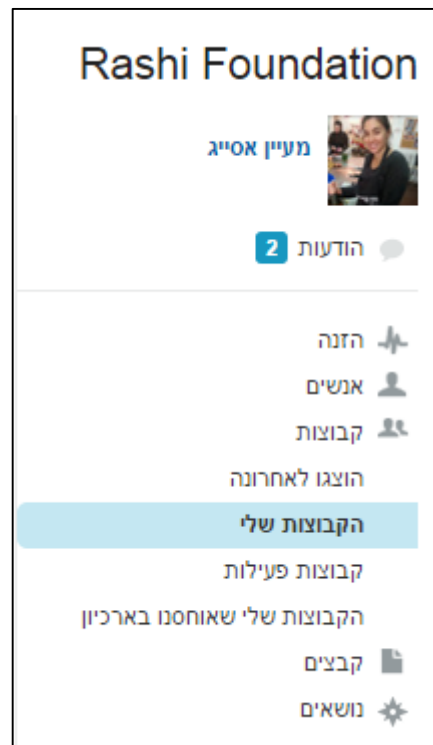 Rashi Foundation
מעיין אסייג
הודעות 2
הזנה
אנשים
קבוצות
הוצגו לאחרונה
הקבוצות שלי
קבוצות פעילות
הקבוצות שלי שאוחסנו בארכיון
קבצים
נושאים